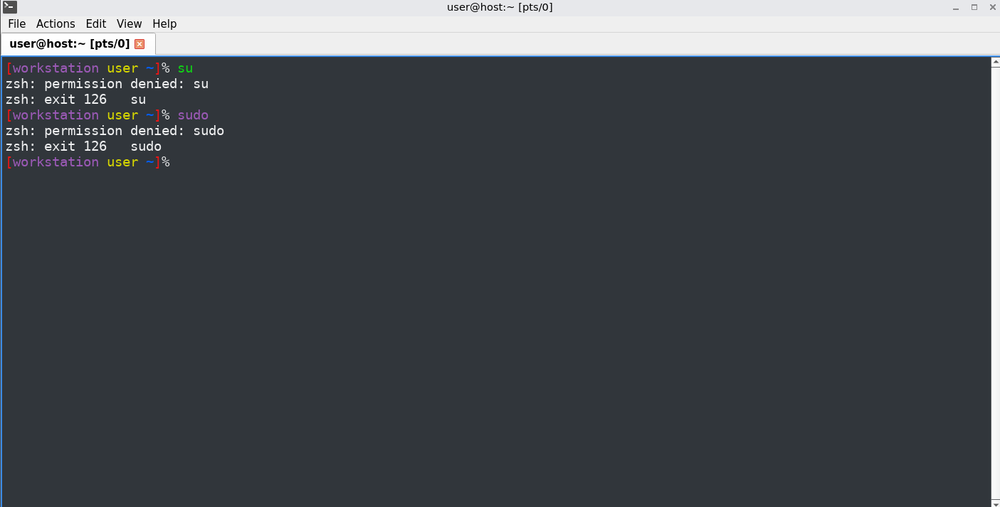 user@host:~ [pts/0]
File Actions Edit View Help
user@host:~ [pts/0]
[workstation user ~]% su
zsh: permission denied: su
zsh: exit 126   su
[workstation user ~]% sudo
zsh: permission denied: sudo
zsh: exit 126   sudo
[workstation user ~]%